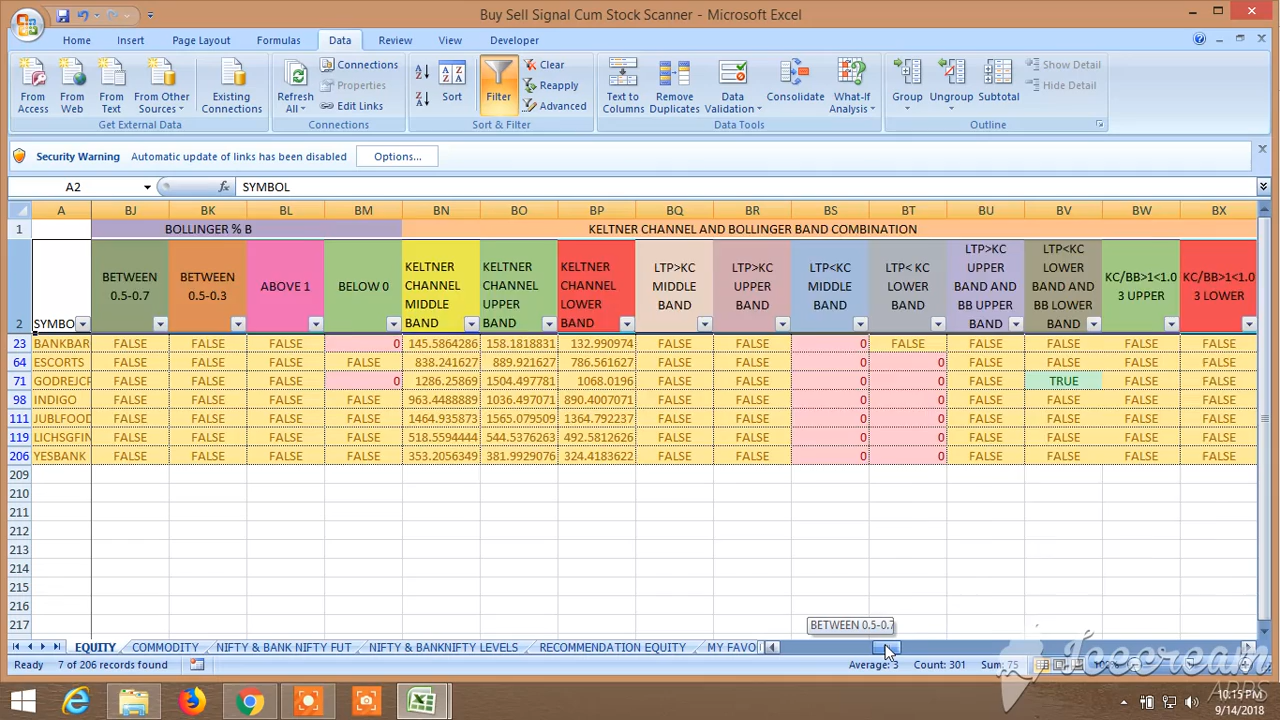 Buy Sell Signal Cum Stock Scanner - Microsoft Excel
Home Insert Page Layout Formulas Data Review View Developer
From Access
From Web
From Text
From Other Sources
Existing Connections
Get External Data
Refresh All
Connections
Properties
Edit Links
Connections
Sort
Filter
Clear
Reapply
Advanced
Sort & Filter
Text to Columns
Remove Duplicates
Data Validation
Consolidate
What-If Analysis
Data Tools
Group
Ungroup
Subtotal
Show Detail
Hide Detail
Outline
Security Warning Automatic update of links has been disabled Options...
A2 fx SYMBOL
A BJ BK BL BM BN BO BP BQ BR BS BT BU BV BW BX
1 BOLLINGER % B KELTNER CHANNEL AND BOLLINGER BAND COMBINATION
2 SYMBO
BETWEEN 0.5-0.7
BETWEEN 0.5-0.3
ABOVE 1
BELOW 0
KELTNER CHANNEL MIDDLE BAND
KELTNER CHANNEL UPPER BAND
KELTNER CHANNEL LOWER BAND
LTP>KC MIDDLE BAND
LTP>KC UPPER BAND
LTP<KC MIDDLE BAND
LTP< KC LOWER BAND
LTP>KC UPPER BAND AND BB UPPER BAND
LTP<KC LOWER BAND AND BB LOWER BAND
KC/BB>1<1.0 3 UPPER
KC/BB>1<1.0 3 LOWER
23 BANKBAR FALSE FALSE FALSE 0 145.5864286 158.1818831 132.990974 FALSE FALSE 0 FALSE FALSE FALSE FALSE FALSE
64 ESCORTS FALSE FALSE FALSE FALSE 838.241627 889.921627 786.561627 FALSE FALSE 0 0 FALSE FALSE FALSE FALSE
71 GODREJCP FALSE FALSE FALSE 0 1286.25869 1504.497781 1068.0196 FALSE FALSE 0 0 FALSE TRUE FALSE FALSE
98 INDIGO FALSE FALSE FALSE FALSE 963.4488889 1036.497071 890.4007071 FALSE FALSE 0 0 FALSE FALSE FALSE FALSE
111 JUBLFOOD FALSE FALSE FALSE FALSE 1464.935873 1565.079509 1364.792237 FALSE FALSE 0 0 FALSE FALSE FALSE FALSE
119 LICHSGFIN FALSE FALSE FALSE FALSE 518.5594444 544.5376263 492.5812626 FALSE FALSE 0 0 FALSE FALSE FALSE FALSE
206 YESBANK FALSE FALSE FALSE FALSE 353.2056349 381.9929076 324.4183622 FALSE FALSE 0 0 FALSE FALSE FALSE FALSE
209
210
211
212
213
214
215
216
217
BETWEEN 0.5-0.7
EQUITY COMMODITY NIFTY & BANK NIFTY FUT NIFTY & BANKNIFTY LEVELS RECOMMENDATION EQUITY MY FAVO
Ready 7 of 206 records found Count: 301 Sum: 75
Icecream
APPS
10:15 PM
9/14/2018